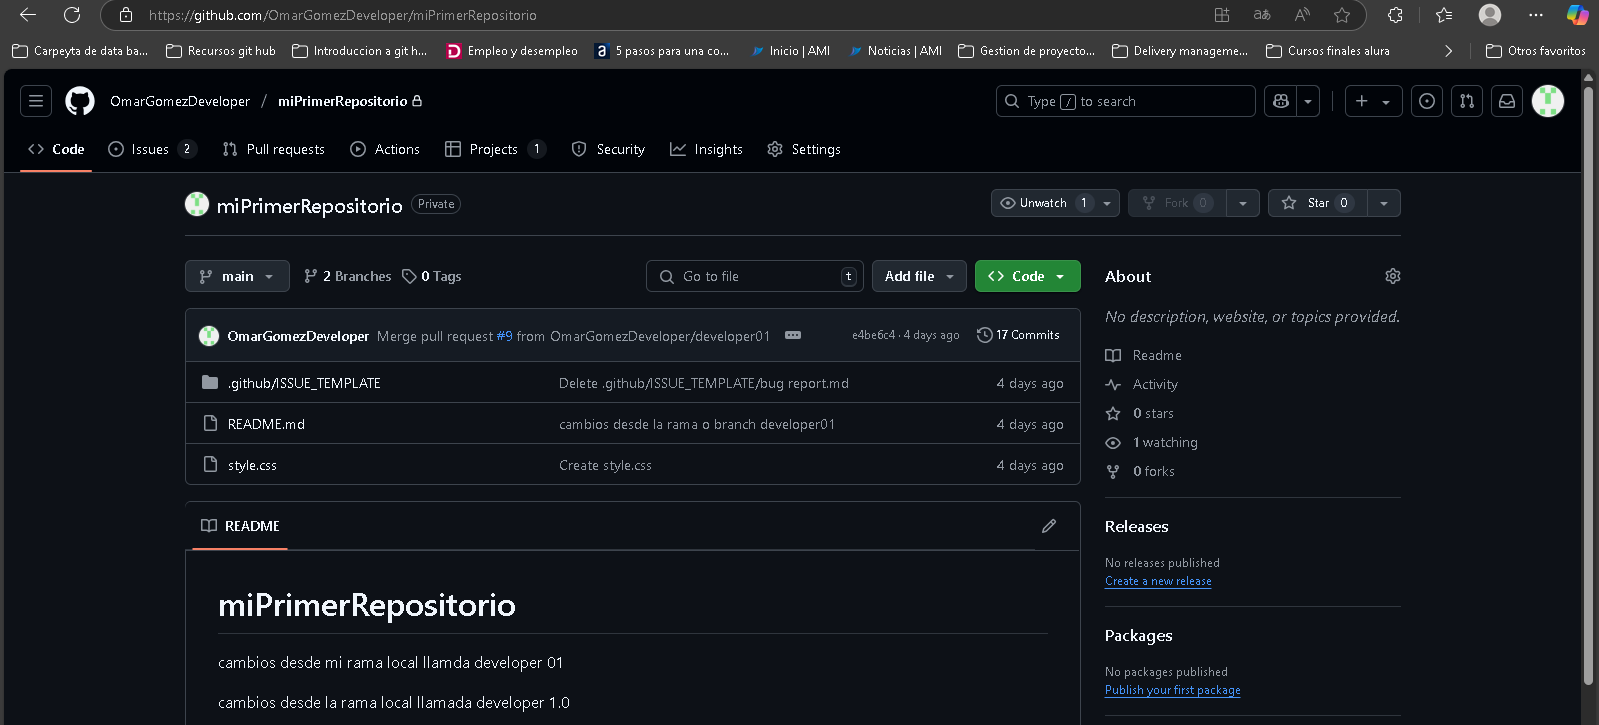 https://github.com/OmarGomezDeveloper/miPrimerRepositorio
Carpeyta de data ba... Recursos git hub Introduccion a git h... Empleo y desempleo 5 pasos para una co... Inicio | AMI Noticias | AMI Gestion de proyecto... Delivery manageme... Cursos finales alura Otros favoritos
OmarGomezDeveloper / miPrimerRepositorio Type / to search
Code Issues 2 Pull requests Actions Projects 1 Security Insights Settings
miPrimerRepositorio Private Unwatch 1 Fork 0 Star 0
main 2 Branches 0 Tags Go to file t Add file Code About
No description, website, or topics provided.
OmarGomezDeveloper Merge pull request #9 from OmarGomezDeveloper/developer01 e4be6c4 · 4 days ago 17 Commits
Readme
.github/ISSUE_TEMPLATE Delete .github/ISSUE_TEMPLATE/bug report.md 4 days ago
Activity
0 stars
README.md cambios desde la rama o branch developer01 4 days ago
1 watching
style.css Create style.css 4 days ago
0 forks
README
Releases
No releases published
Create a new release
miPrimerRepositorio
Packages
cambios desde mi rama local llamda developer 01
No packages published
Publish your first package
cambios desde la rama local llamada developer 1.0